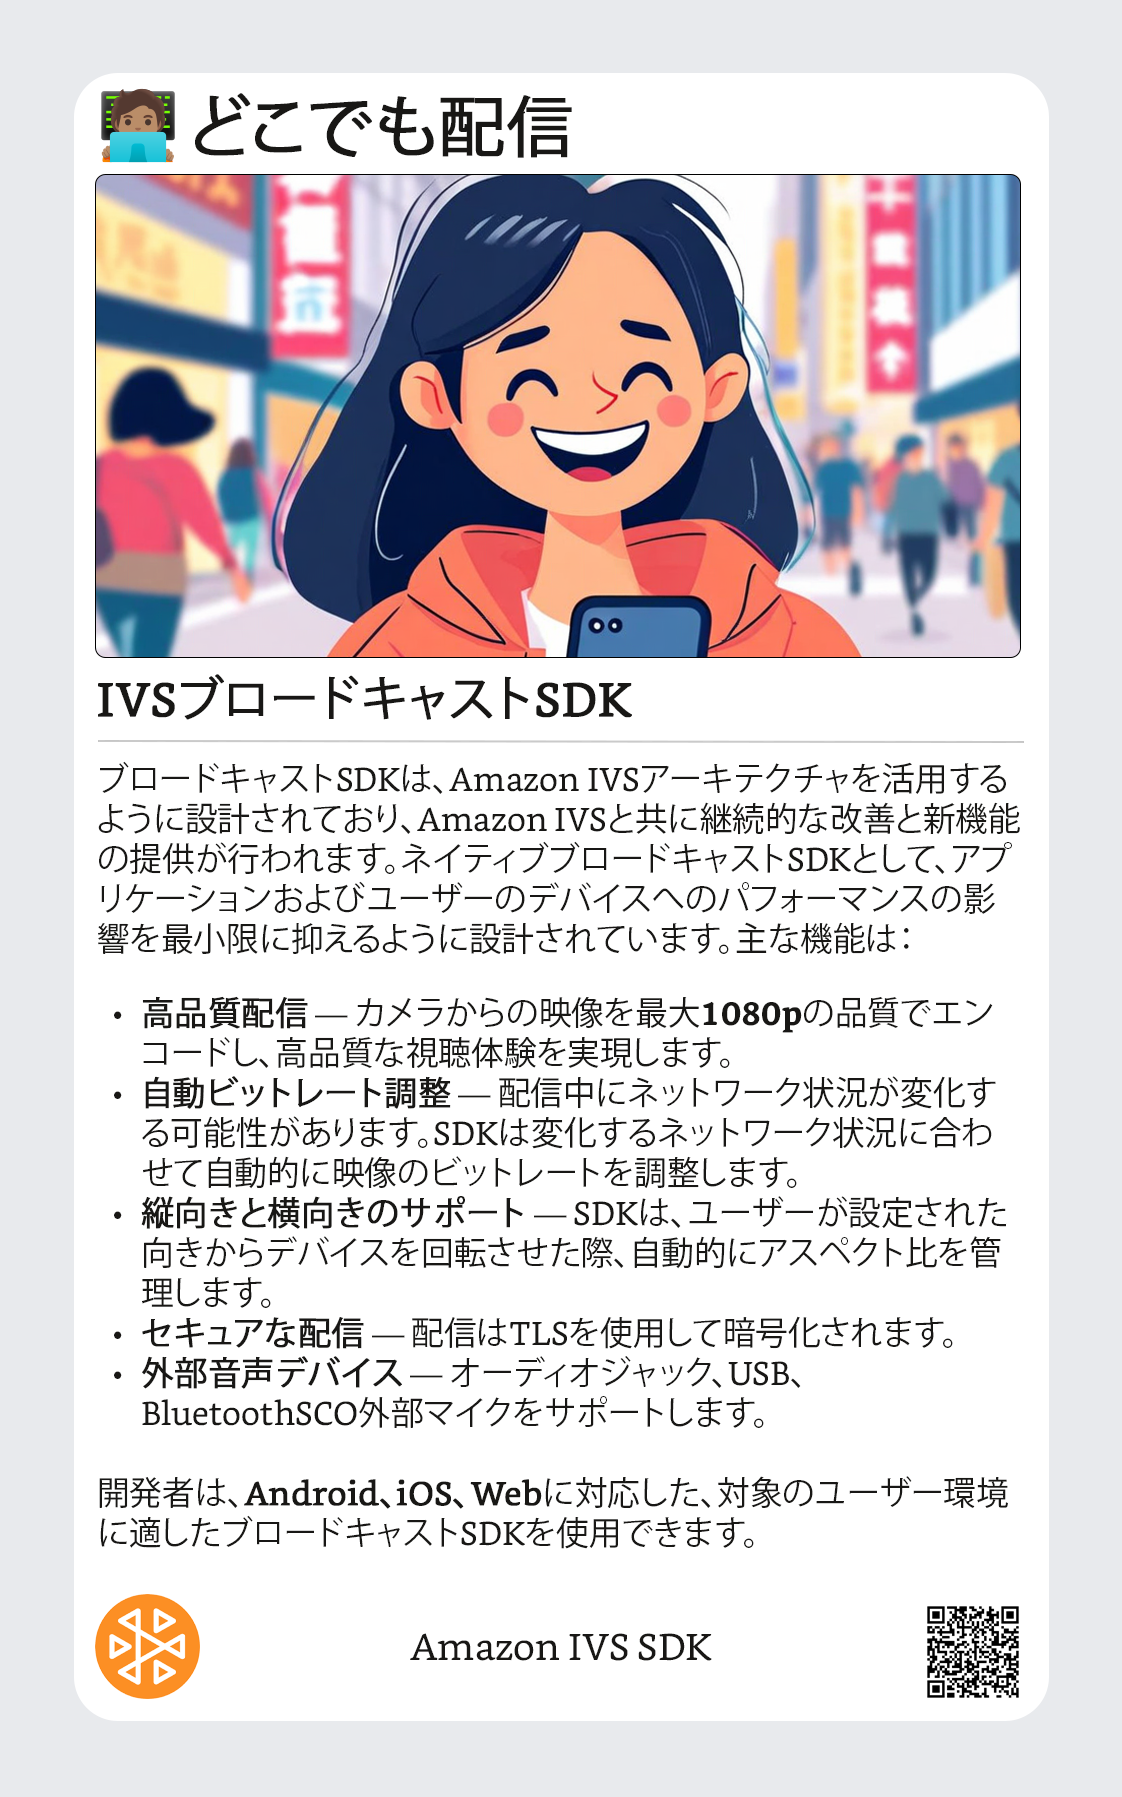 どこでも配信
IVSブロードキャストSDK
ブロードキャストSDKは、Amazon IVSアーキテクチャを活用する
ように設計されており、Amazon IVSと共に継続的な改善と新機能
の提供が行われます。ネイティブブロードキャストSDKとして、アプ
リケーションおよびユーザーのデバイスへのパフォーマンスの影
響を最小限に抑えるように設計されています。主な機能は：
• 高品質配信 — カメラからの映像を最大1080pの品質でエン
コードし、高品質な視聴体験を実現します。
• 自動ビットレート調整 — 配信中にネットワーク状況が変化す
る可能性があります。SDKは変化するネットワーク状況に合わ
せて自動的に映像のビットレートを調整します。
• 縦向きと横向きのサポート — SDKは、ユーザーが設定された
向きからデバイスを回転させた際、自動的にアスペクト比を管
理します。
• セキュアな配信 — 配信はTLSを使用して暗号化されます。
• 外部音声デバイス — オーディオジャック、USB、
BluetoothSCO外部マイクをサポートします。
開発者は、Android、iOS、Webに対応した、対象のユーザー環境
に適したブロードキャストSDKを使用できます。
Amazon IVS SDK